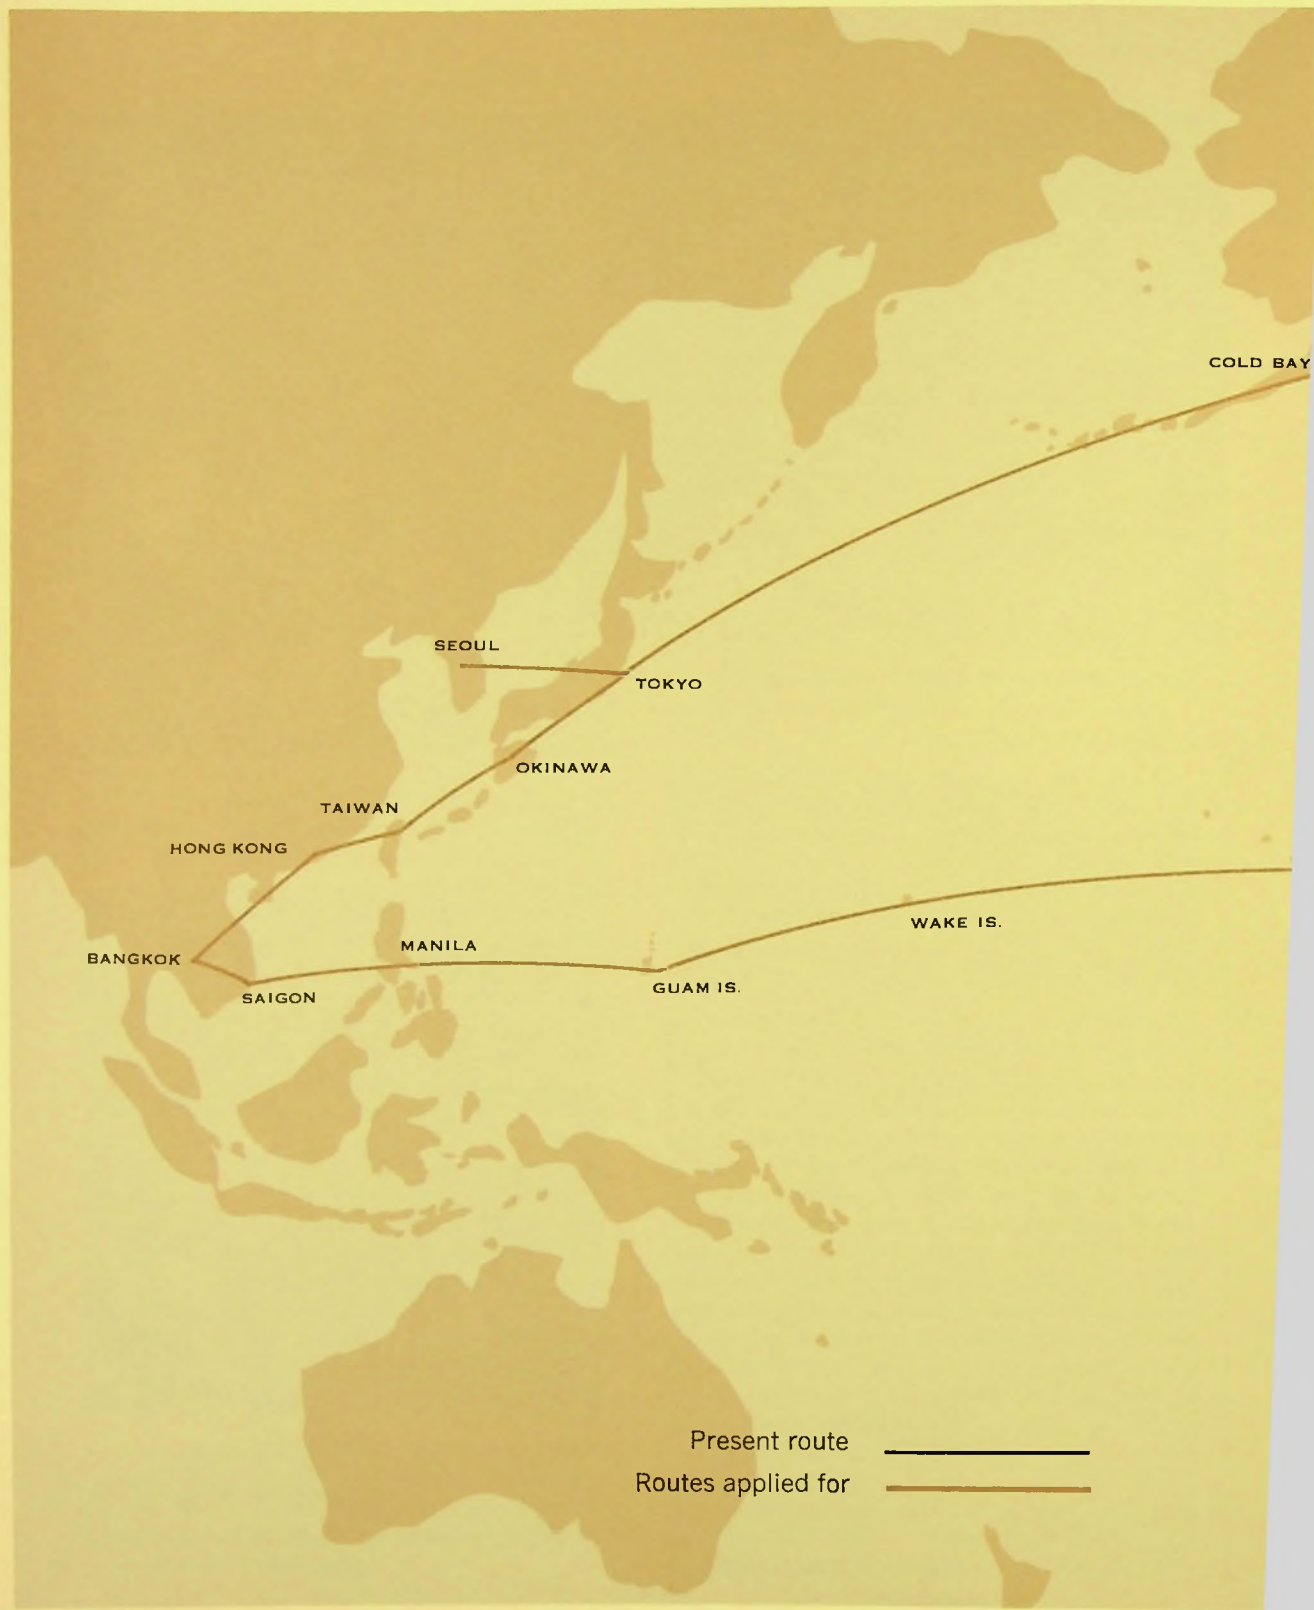 COLD BAY
SEOUL
TOKYO
OKINAWA
TAIWAN
HONG KONG
WAKE IS.
MANILA
BANGKOK
GUAM IS.
SAIGON
Present route
Routes applied for